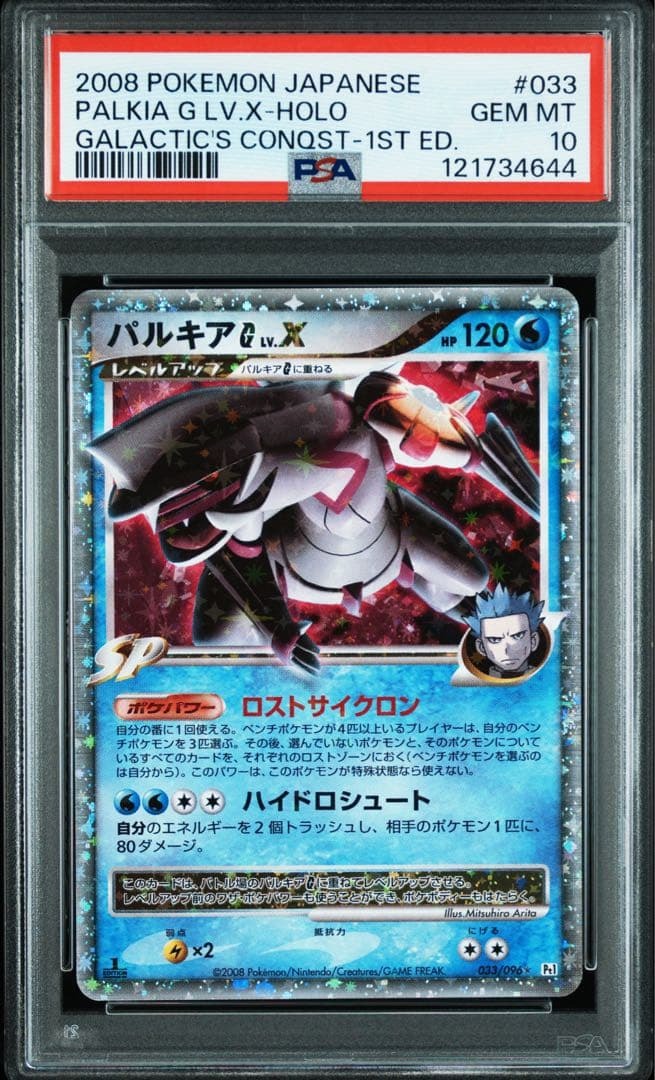 2008 POKEMON JAPANESE #033
PALKIA G LV.X-HOLO GEM MT
GALACTIC'S CONQST-1ST ED. 10
PSA 121734644
パルキアG LV.X HP120
レベルアップ パルキアGに重ねる
SP
ポケパワー ロストサイクロン
自分の番に1回使える。ベンチポケモンが4匹以上いるプレイヤーは、自分のベン
チポケモンを3匹選ぶ。その後、選んでいないポケモンと、そのポケモンについて
いるすべてのカードを、それぞれのロストゾーンにおく(ベンチポケモンを選ぶの
は自分から)。このパワーは、このポケモンが特殊状態なら使えない。
ハイドロシュート
自分のエネルギーを2個トラッシュし、相手のポケモン1匹に、
80ダメージ。
このカードは、バトル場のパルキアGに重ねてレベルアップさせる。
レベルアップ前のワザ・ポケパワーも使うことができ、ポケボディーもはたらく。
Illus. Mitsuhiro Arita
弱点 抵抗力 にげる
×2
1 EDITION ©2008 Pokémon/Nintendo/Creatures/GAME FREAK. 033/096★ Pt1
PSA